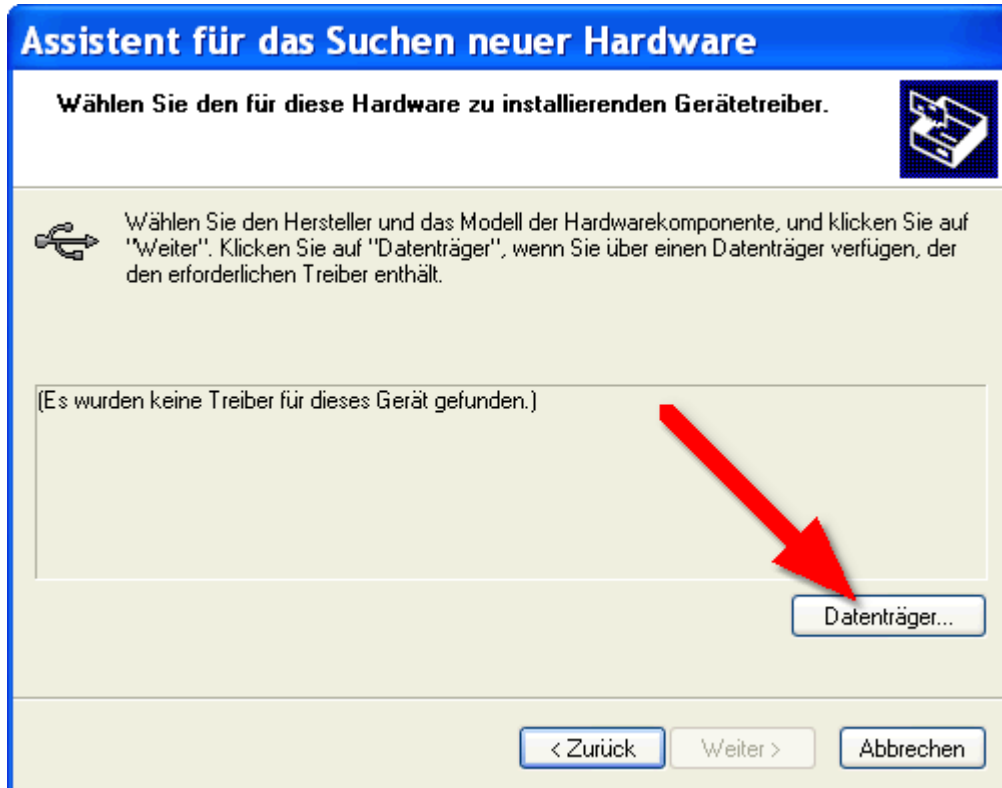 Assistent für das Suchen neuer Hardware
Wählen Sie den für diese Hardware zu installierenden Gerätetreiber.
Wählen Sie den Hersteller und das Modell der Hardwarekomponente, und klicken Sie auf
"Weiter". Klicken Sie auf "Datenträger", wenn Sie über einen Datenträger verfügen, der
den erforderlichen Treiber enthält.
(Es wurden keine Treiber für dieses Gerät gefunden.)
Datenträger...
< Zurück Weiter > Abbrechen